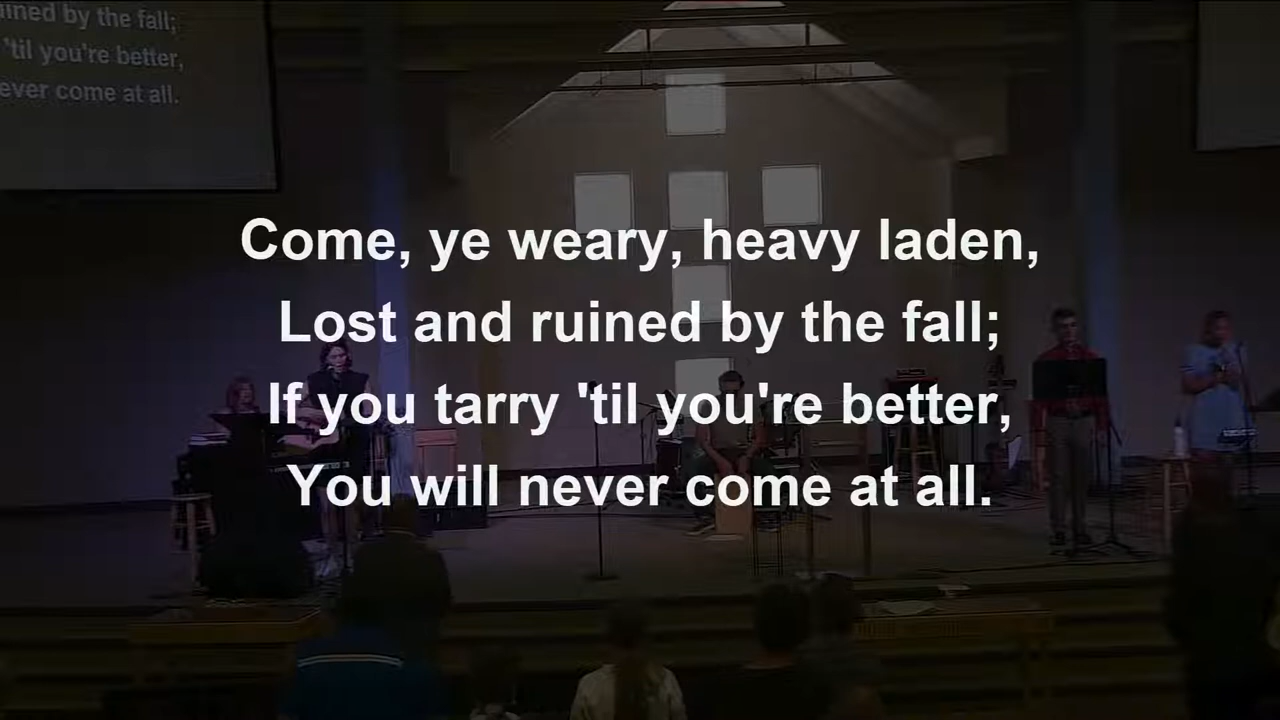 ined by the fall;
'til you're better,
ever come at all.
Come, ye weary, heavy laden,
Lost and ruined by the fall;
If you tarry 'til you're better,
You will never come at all.